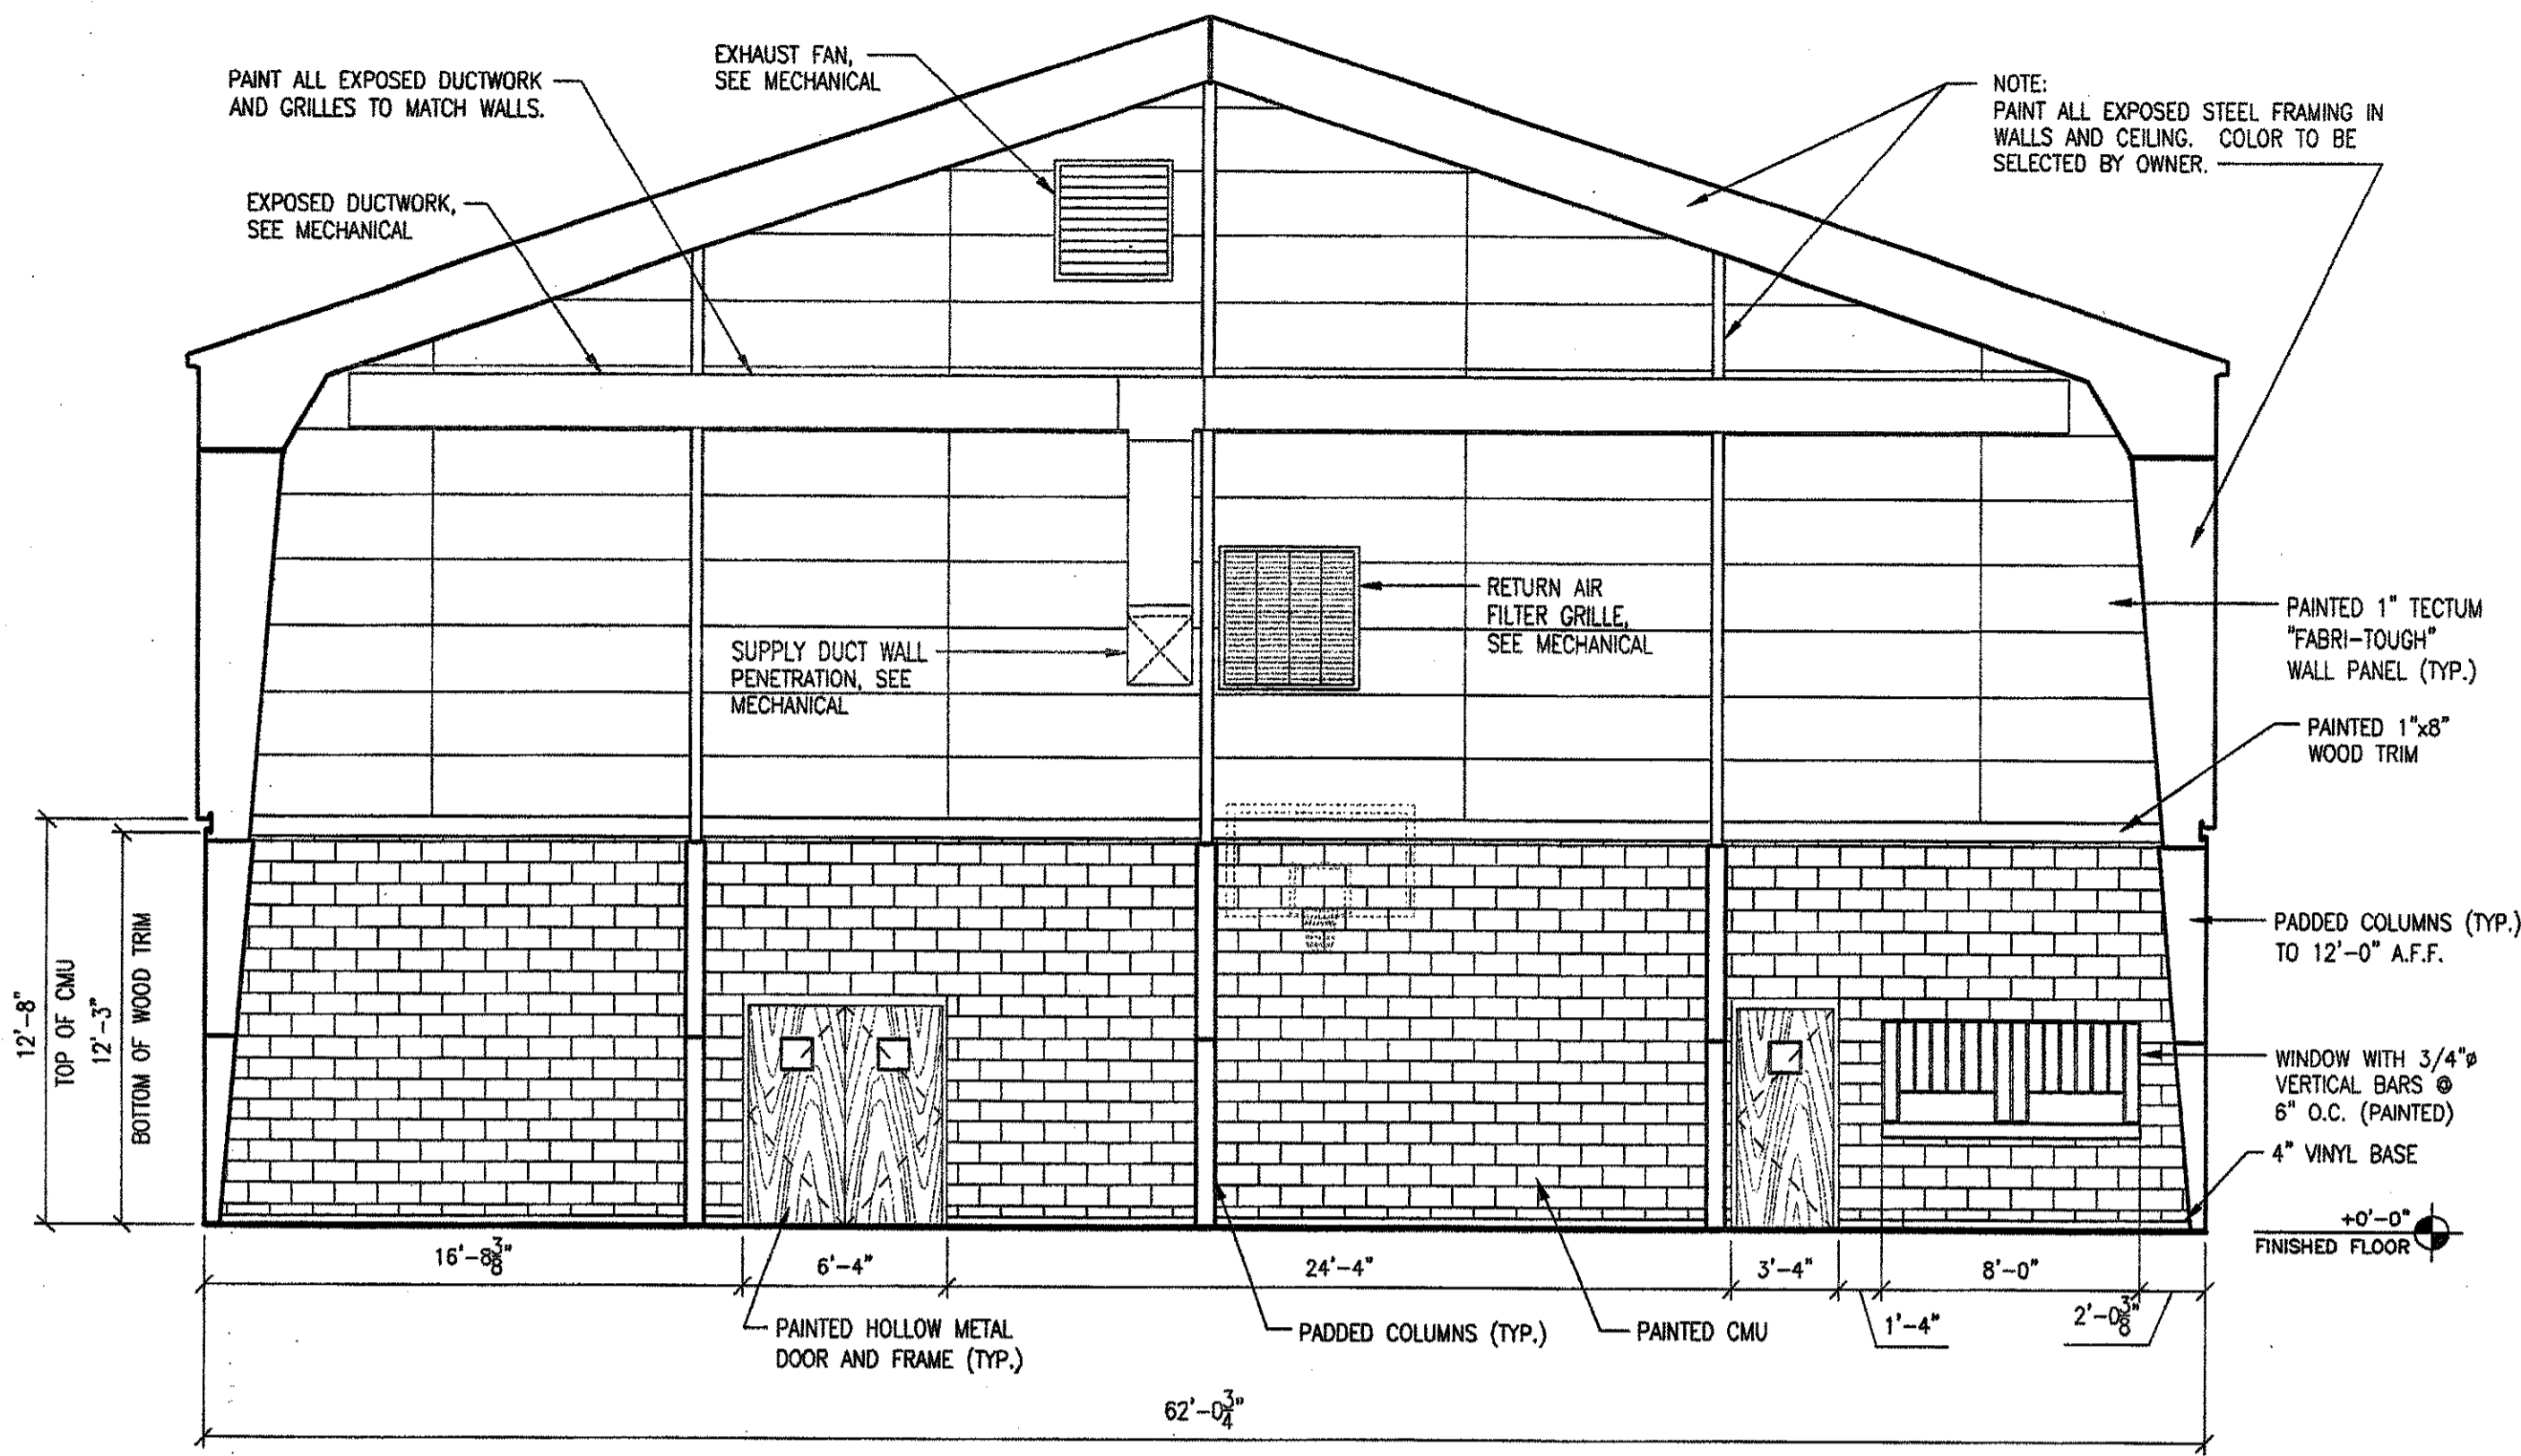 EXHAUST FAN,
SEE MECHANICAL
PAINT ALL EXPOSED DUCTWORK
AND GRILLES TO MATCH WALLS.
NOTE:
PAINT ALL EXPOSED STEEL FRAMING IN
WALLS AND CEILING. COLOR TO BE
SELECTED BY OWNER.
EXPOSED DUCTWORK,
SEE MECHANICAL
RETURN AIR
FILTER GRILLE,
SEE MECHANICAL
SUPPLY DUCT WALL
PENETRATION, SEE
MECHANICAL
PAINTED 1" TECTUM
"FABRI-TOUGH"
WALL PANEL (TYP.)
PAINTED 1"x8"
WOOD TRIM
PADDED COLUMNS (TYP.)
TO 12'-0" A.F.F.
12'-8"
TOP OF CMU
12'-3"
BOTTOM OF WOOD TRIM
WINDOW WITH 3/4"ø
VERTICAL BARS @
6" O.C. (PAINTED)
4" VINYL BASE
+0'-0"
FINISHED FLOOR
16'-8 3/8"
6'-4"
24'-4"
3'-4"
8'-0"
1'-4"
2'-0 3/8"
PAINTED HOLLOW METAL
DOOR AND FRAME (TYP.)
PADDED COLUMNS (TYP.)
PAINTED CMU
62'-0 3/4"